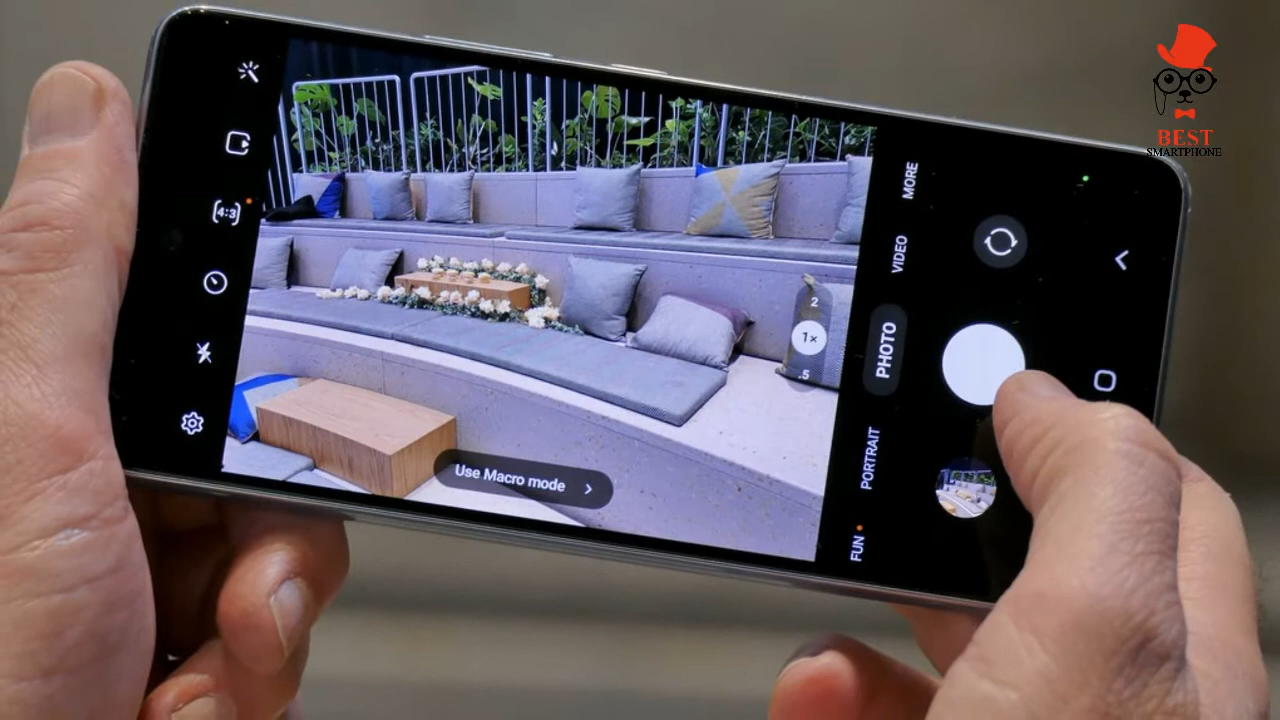 BEST
SMARTPHONE
4:3
MORE
VIDEO
PHOTO
PORTRAIT
FUN
2
1×
.5
Use Macro mode